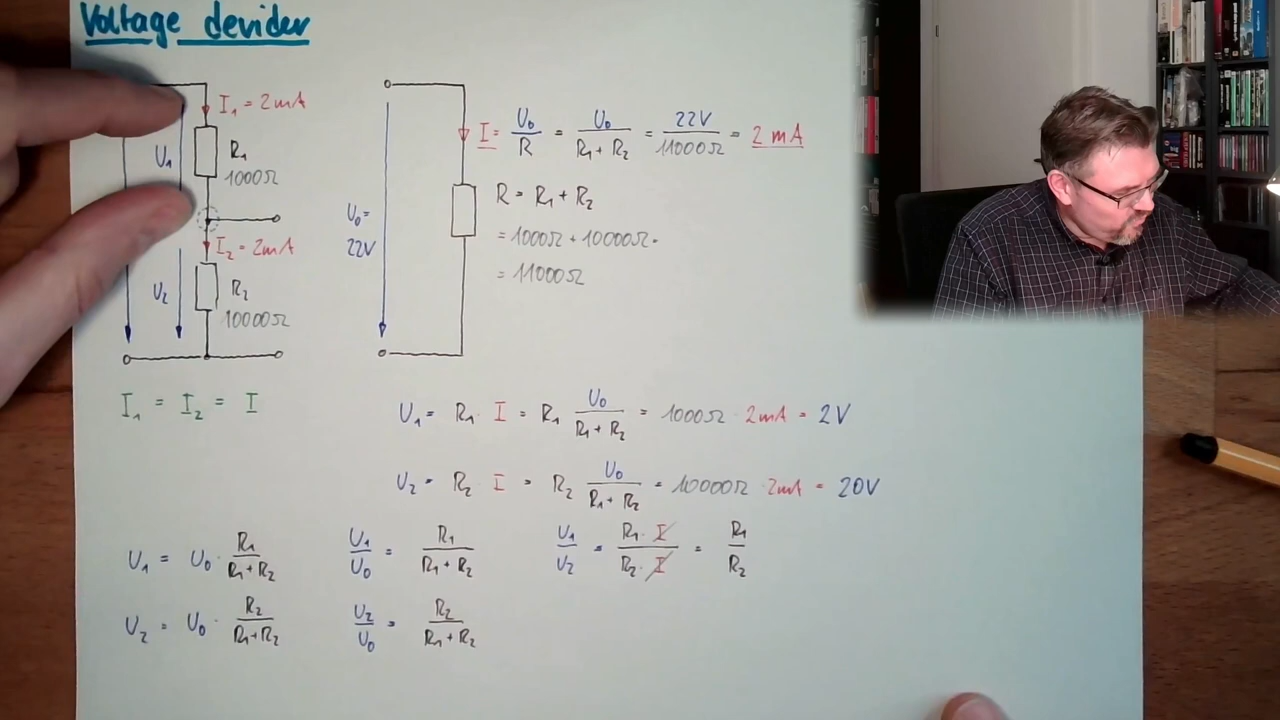 Voltage devider
I₁ = 2mA
U₁
R₁
1000Ω
I₂ = 2mA
U₂
R₂
10000Ω
I₁ = I₂ = I
U₀ = 22V
I = U₀/R = U₀/(R₁ + R₂) = 22V/11000Ω = 2 mA
R = R₁ + R₂
= 1000Ω + 10000Ω
= 11000Ω
U₁ = R₁ · I = R₁ U₀/(R₁ + R₂) = 1000Ω · 2mA = 2V
U₂ = R₂ · I = R₂ U₀/(R₁ + R₂) = 10000Ω · 2mA = 20V
U₁ = U₀ · R₁/(R₁ + R₂)
U₁/U₀ = R₁/(R₁ + R₂)
U₁/U₂ = R₁ · I/R₂ · I = R₁/R₂
U₂ = U₀ · R₂/(R₁ + R₂)
U₂/U₀ = R₂/(R₁ + R₂)